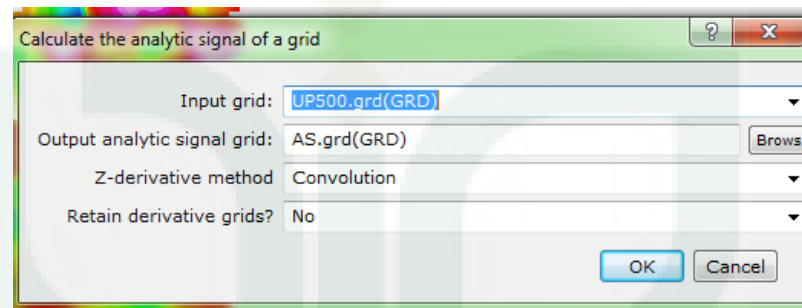 Calculate the analytic signal of a grid
Input grid: UP500.grd(GRD)
Output analytic signal grid: AS.grd(GRD) Brows
Z-derivative method Convolution
Retain derivative grids? No
OK Cancel